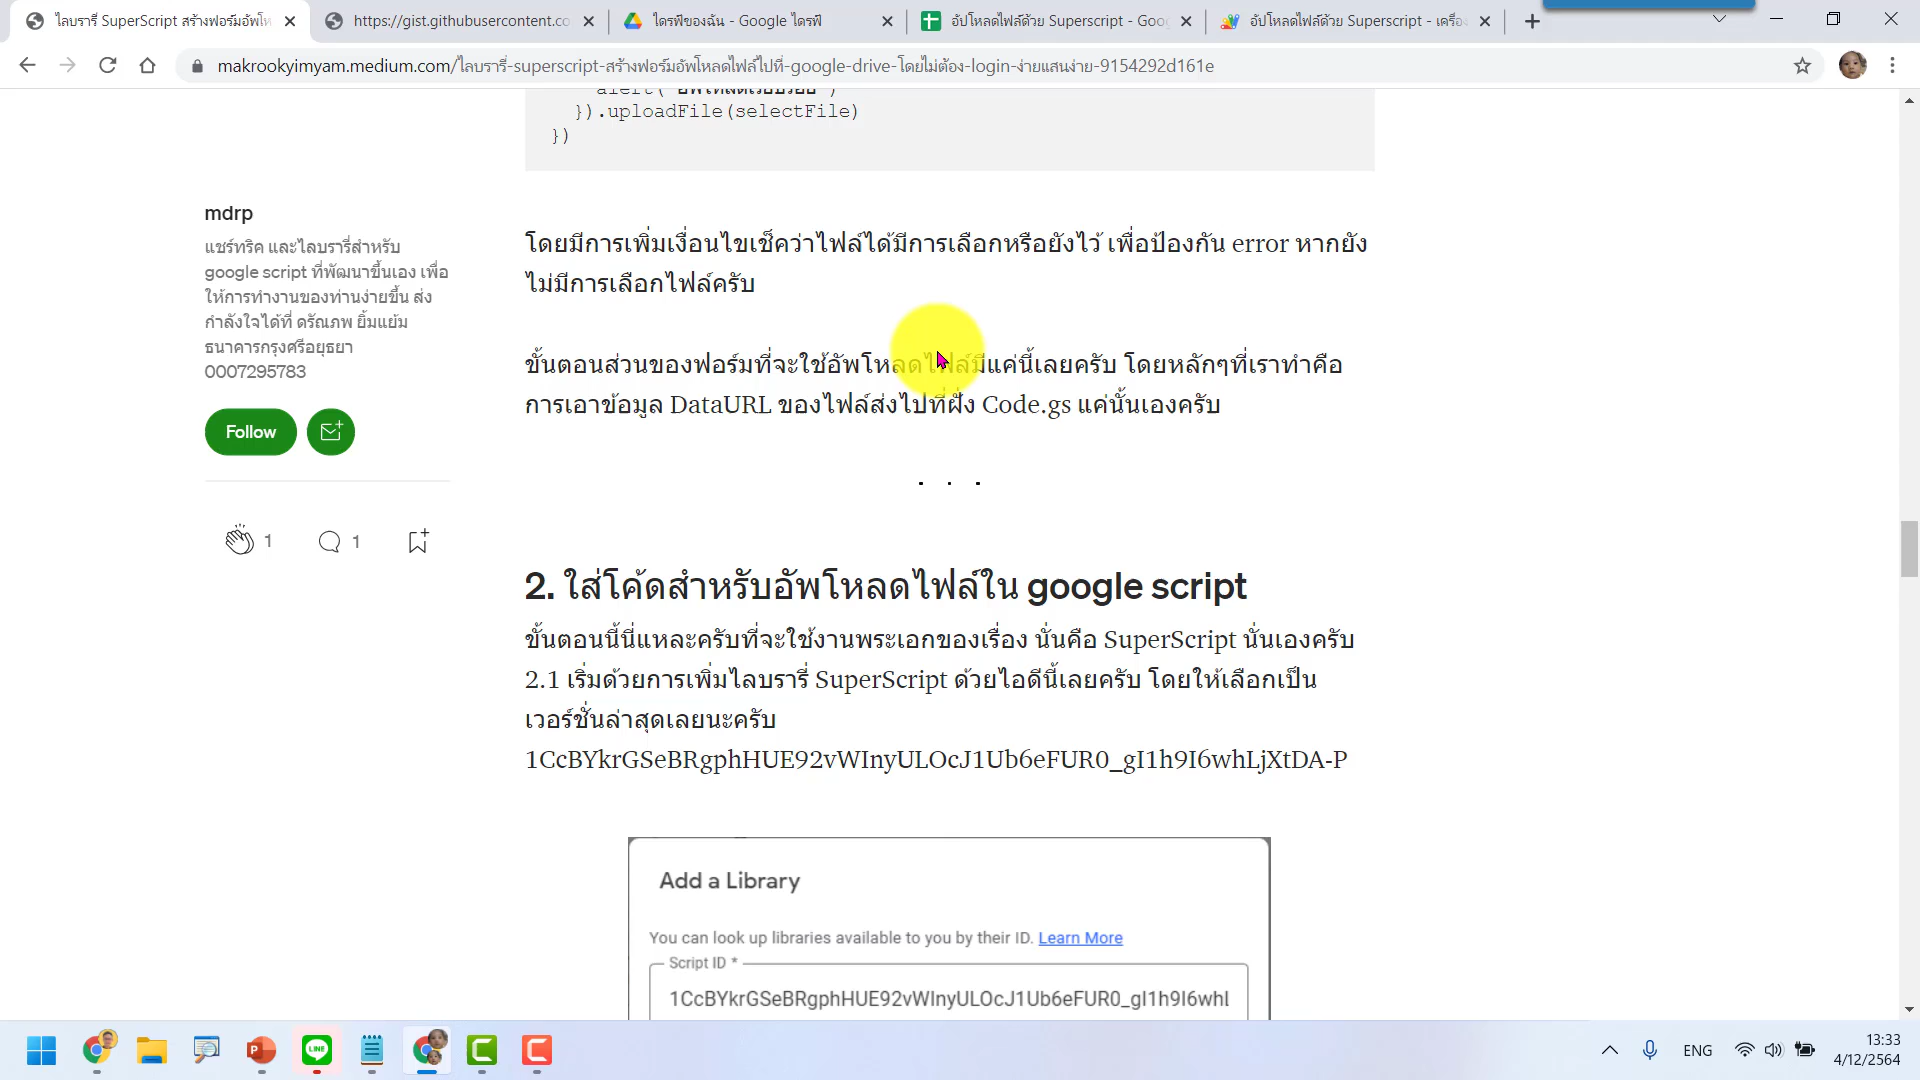 ไลบรารี SuperScript สร้างฟอร์มอัพโห
https://gist.githubusercontent.co
ไดรฟ์ของฉัน - Google ไดรฟ์
อัปโหลดไฟล์ด้วย Superscript - Goog
อัปโหลดไฟล์ด้วย Superscript - เครื่อง
makrookyimyam.medium.com/ไลบรารี่-superscript-สร้างฟอร์มอัพโหลดไฟล์ไปที่-google-drive-โดยไม่ต้อง-login-ง่ายแสนง่าย-9154292d161e
alert("อัพโหลดเรียบร้อย")
}).uploadFile(selectFile)
})
mdrp
แชร์ทริค และไลบรารี่สำหรับ
google script ที่พัฒนาขึ้นเอง เพื่อ
ให้การทำงานของท่านง่ายขึ้น ส่ง
กำลังใจได้ที่ ดรัณภพ ยิ้มแย้ม
ธนาคารกรุงศรีอยุธยา
0007295783
Follow
1
1
โดยมีการเพิ่มเงื่อนไขเช็คว่าไฟล์ได้มีการเลือกหรือยังไว้ เพื่อป้องกัน error หากยัง
ไม่มีการเลือกไฟล์ครับ
ขั้นตอนส่วนของฟอร์มที่จะใช้อัพโหลดไฟล์มีแค่นี้เลยครับ โดยหลักๆที่เราทำคือ
การเอาข้อมูล DataURL ของไฟล์ส่งไปที่ฝั่ง Code.gs แค่นั้นเองครับ
. . .
2. ใส่โค้ดสำหรับอัพโหลดไฟล์ใน google script
ขั้นตอนนี้นี่แหละครับที่จะใช้งานพระเอกของเรื่อง นั่นคือ SuperScript นั่นเองครับ
2.1 เริ่มด้วยการเพิ่มไลบรารี่ SuperScript ด้วยไอดีนี้เลยครับ โดยให้เลือกเป็น
เวอร์ชั่นล่าสุดเลยนะครับ
1CcBYkrGSeBRgphHUE92vWInyULOcJ1Ub6eFUR0_gI1h9I6whLjXtDA-P
Add a Library
You can look up libraries available to you by their ID. Learn More
Script ID *
1CcBYkrGSeBRgphHUE92vWInyULOcJ1Ub6eFUR0_gI1h9I6whl
LINE
ENG
13:33
4/12/2564